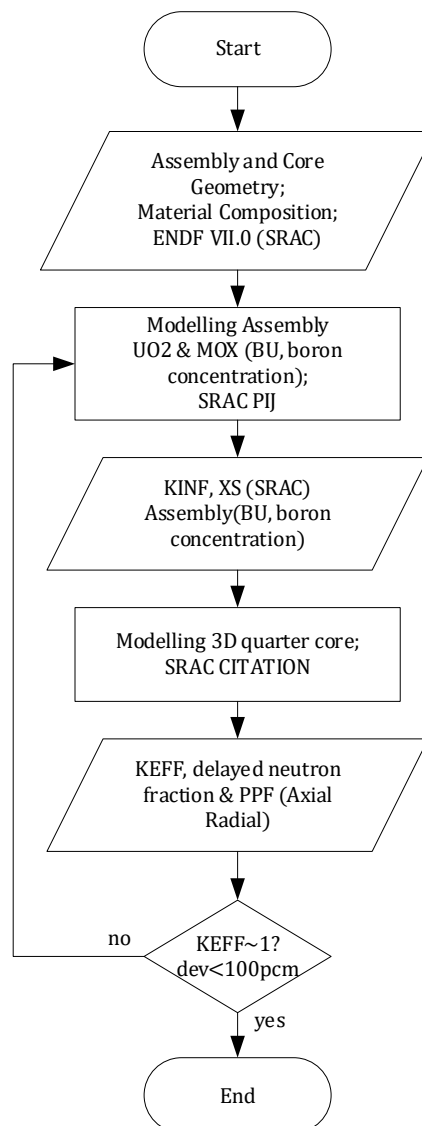 Start
Assembly and Core
Geometry;
Material Composition;
ENDF VII.0 (SRAC)
Modelling Assembly
UO2 & MOX (BU, boron
concentration);
SRAC PIJ
KINF, XS (SRAC)
Assembly(BU, boron
concentration)
Modelling 3D quarter core;
SRAC CITATION
KEFF, delayed neutron
fraction & PPF (Axial
Radial)
no
KEFF~1?
dev<100pcm
yes
End